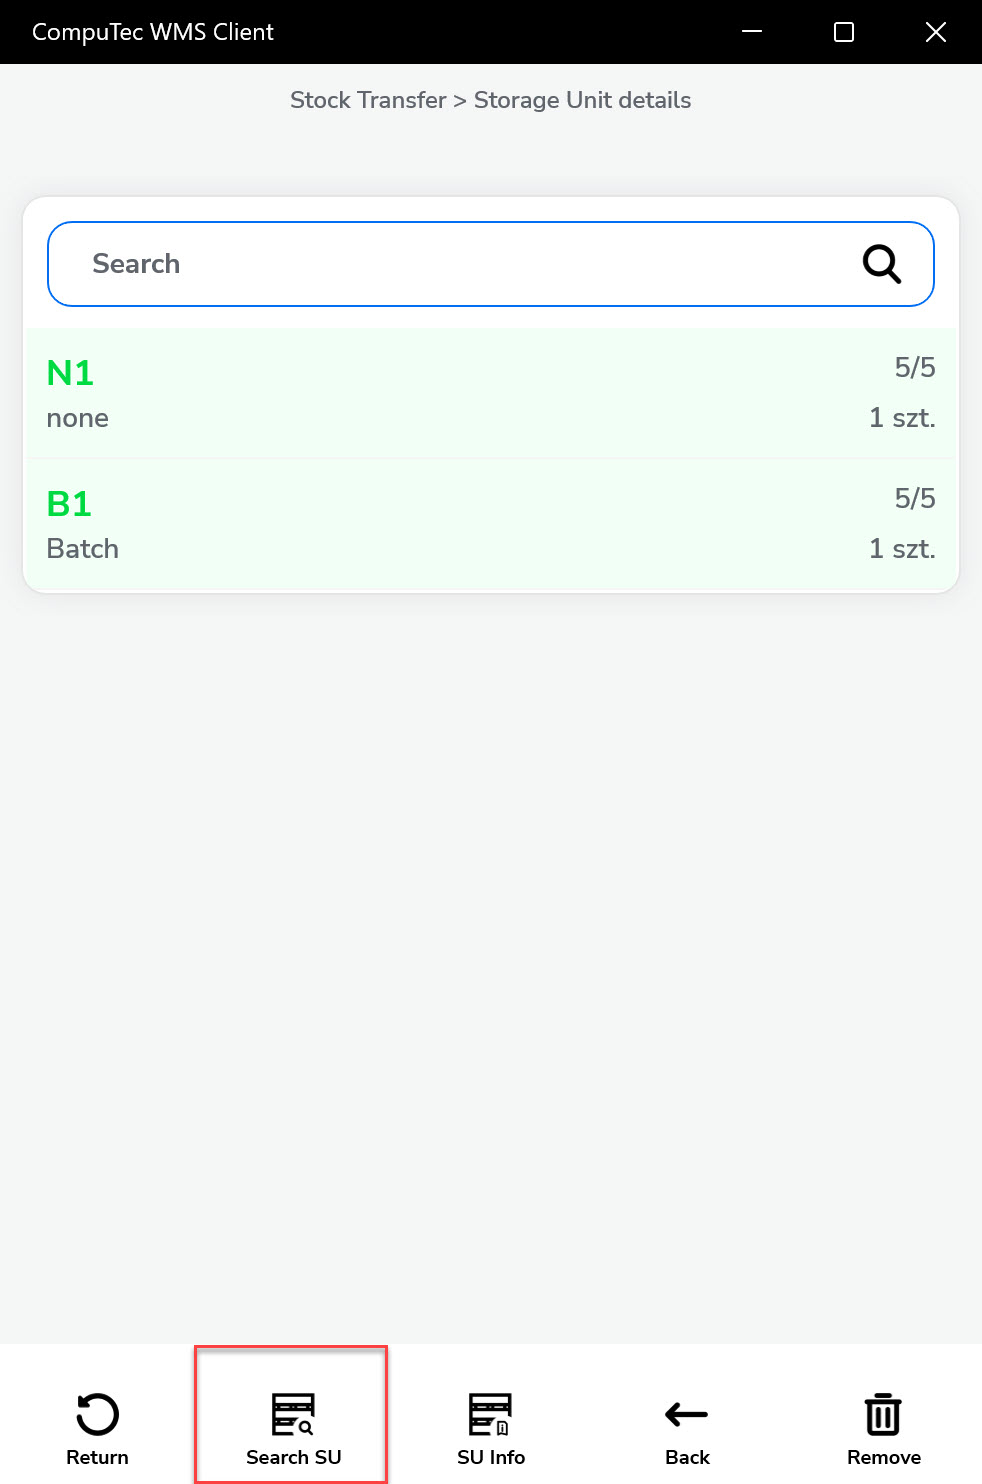 CompuTec WMS Client
Stock Transfer > Storage Unit details
Search
N1 5/5
none 1 szt.
B1 5/5
Batch 1 szt.
Return Search SU SU Info Back Remove